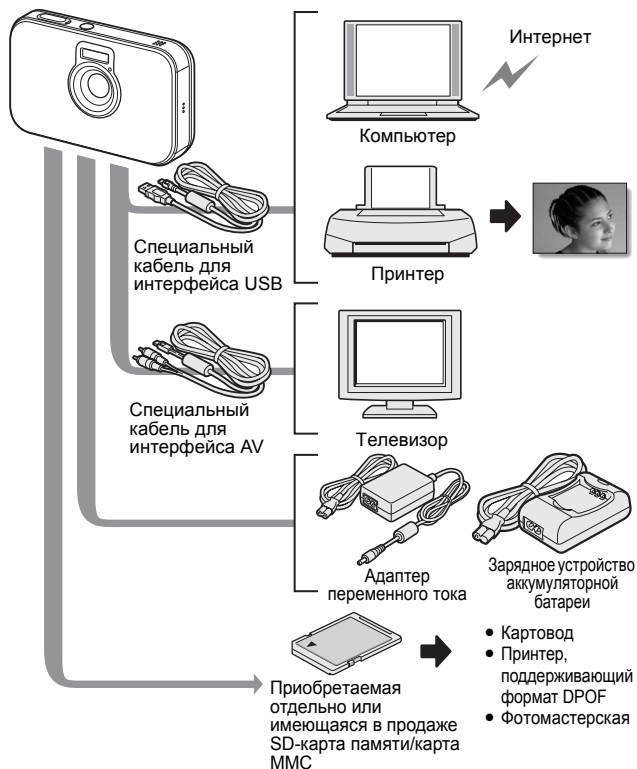 Интернет
Компьютер
Специальный
кабель для
интерфейса USB
Принтер
Специальный
кабель для
интерфейса AV
Телевизор
Адаптер
переменного тока
Зарядное устройство
аккумуляторной
батареи
Приобретаемая
отдельно или
имеющаяся в продаже
SD-карта памяти/карта
MMC
• Картовод
• Принтер,
поддерживающий
формат DPOF
• Фотомастерская